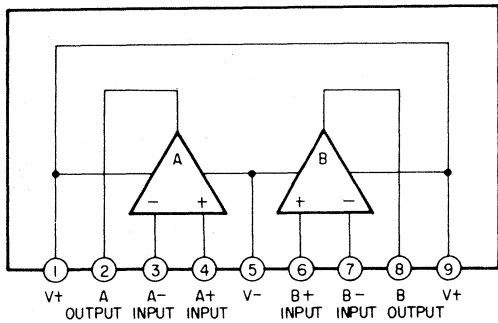 A B
- + + -
1 2 3 4 5 6 7 8 9
V+ A A- A+ V- B+ B- B V+
OUTPUT INPUT INPUT INPUT INPUT OUTPUT